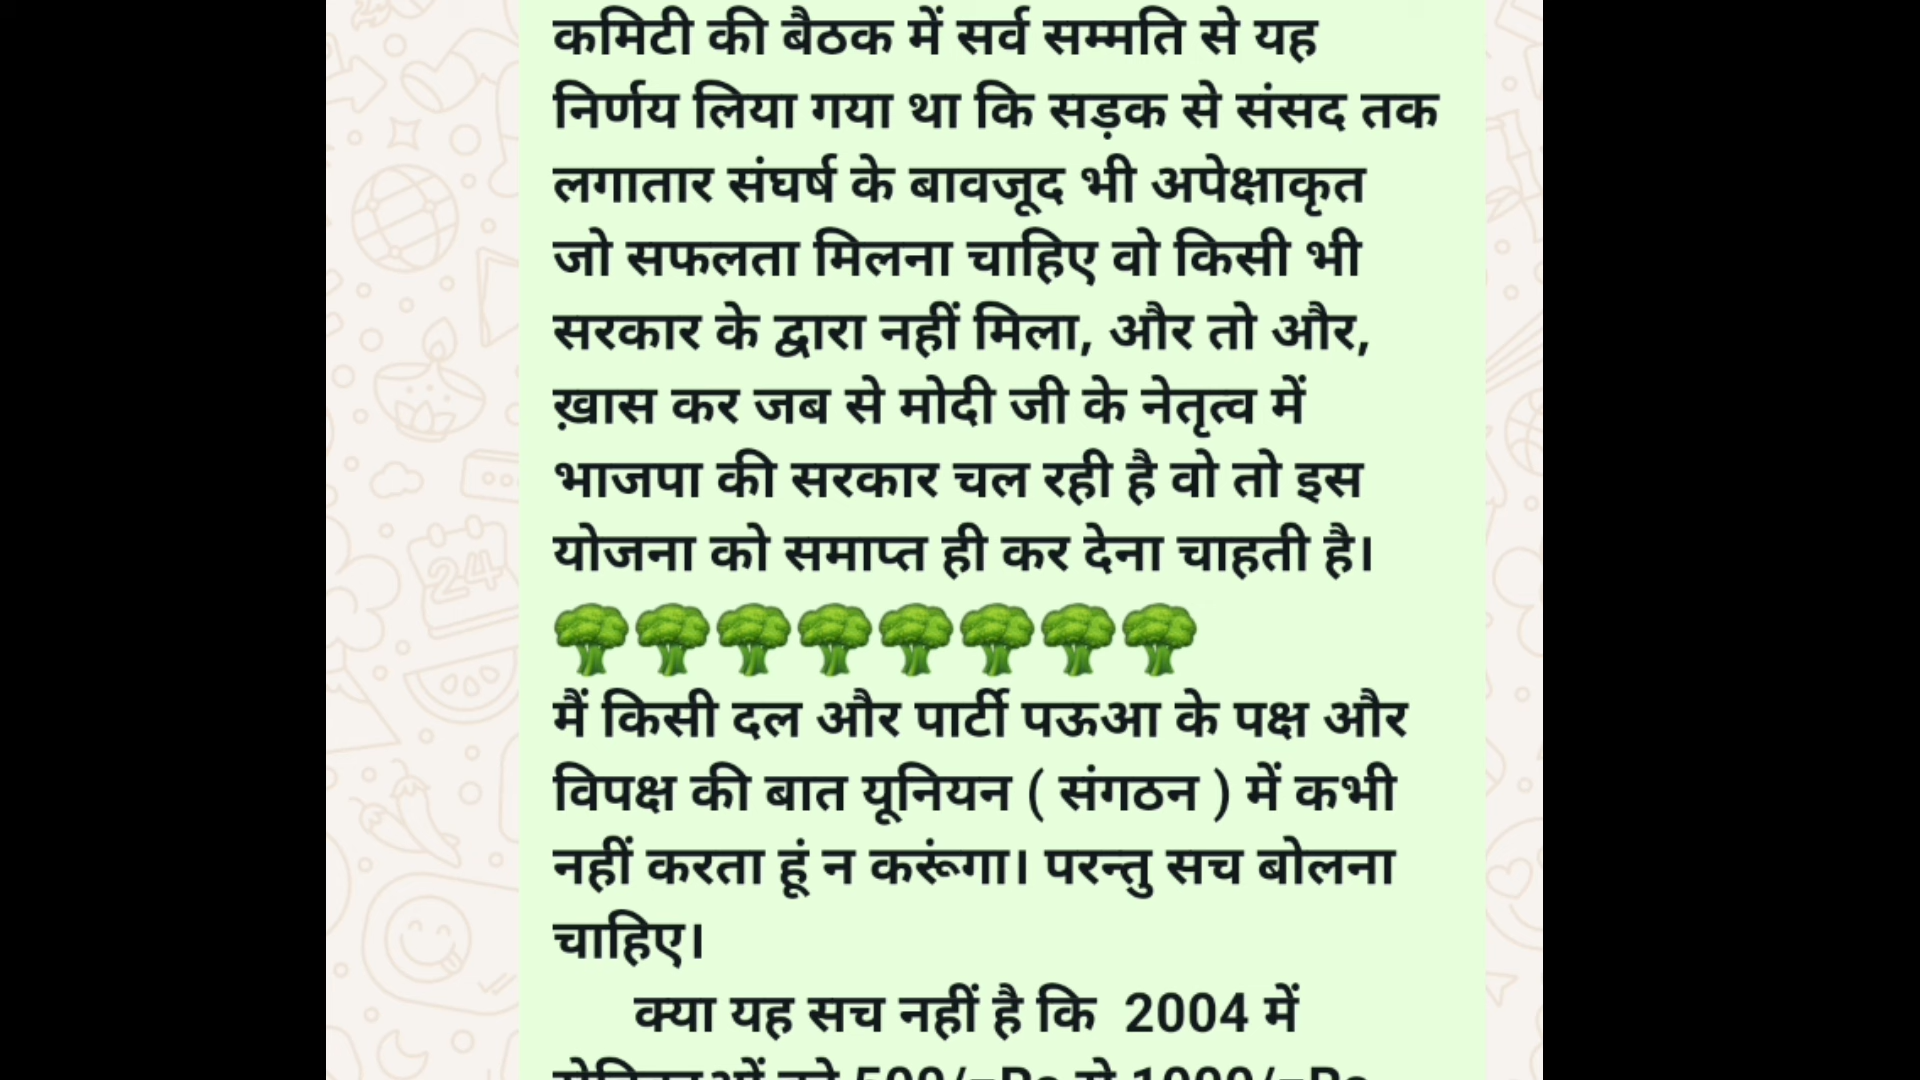 कमिटी की बैठक में सर्व सम्मति से यह
निर्णय लिया गया था कि सड़क से संसद तक
लगातार संघर्ष के बावजूद भी अपेक्षाकृत
जो सफलता मिलना चाहिए वो किसी भी
सरकार के द्वारा नहीं मिला, और तो और,
ख़ास कर जब से मोदी जी के नेतृत्व में
भाजपा की सरकार चल रही है वो तो इस
योजना को समाप्त ही कर देना चाहती है।
🥦🥦🥦🥦🥦🥦🥦🥦
मैं किसी दल और पार्टी पऊआ के पक्ष और
विपक्ष की बात यूनियन ( संगठन ) में कभी
नहीं करता हूं न करूंगा। परन्तु सच बोलना
चाहिए।
क्या यह सच नहीं है कि 2004 में